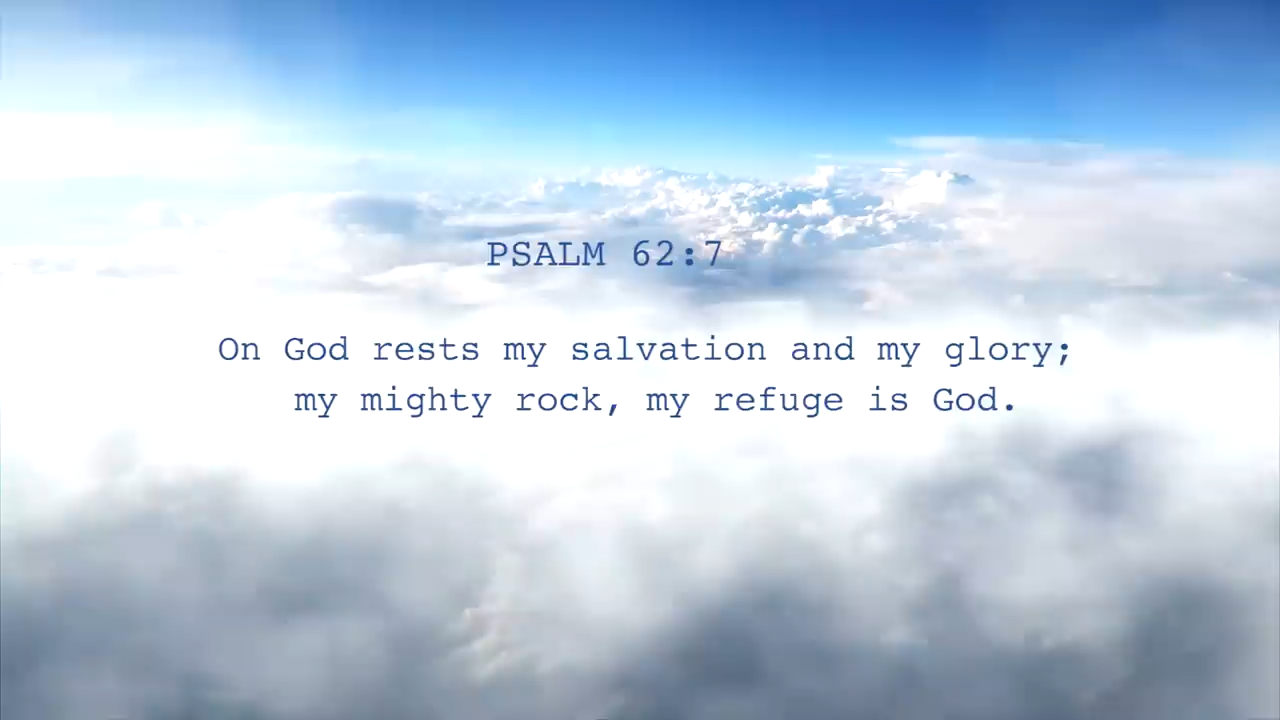 PSALM 62:7
On God rests my salvation and my glory;
my mighty rock, my refuge is God.